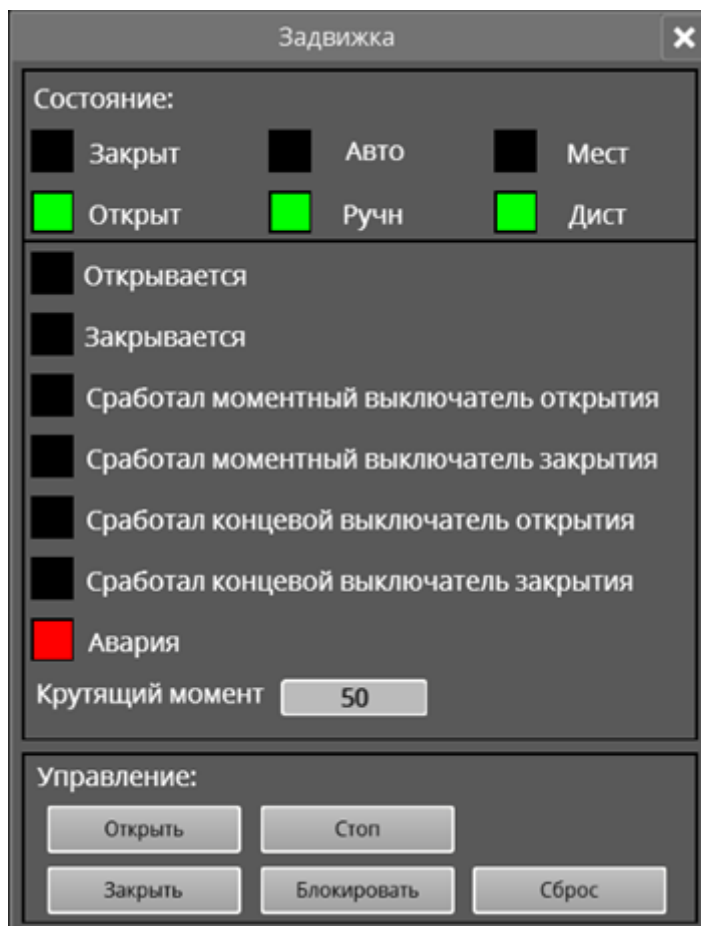 Задвижка
Состояние:
Закрыт Авто Мест
Открыт Ручн Дист
Открывается
Закрывается
Сработал моментный выключатель открытия
Сработал моментный выключатель закрытия
Сработал концевой выключатель открытия
Сработал концевой выключатель закрытия
Авария
Крутящий момент 50
Управление:
Открыть Стоп
Закрыть Блокировать Сброс